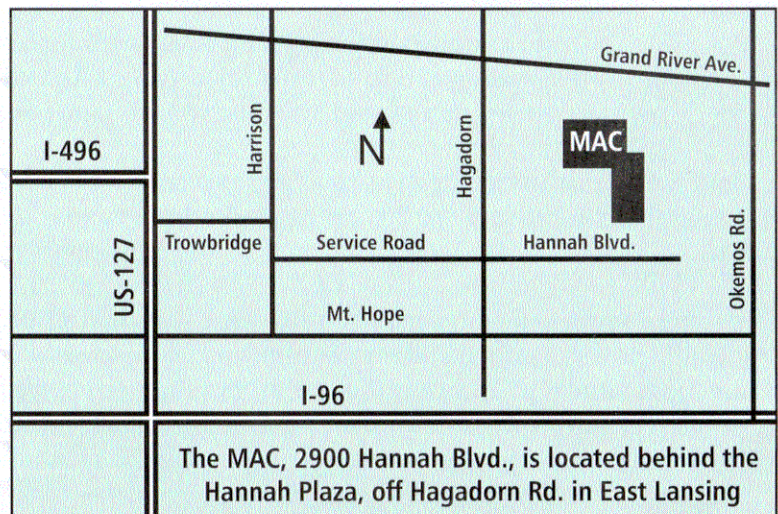 Grand River Ave.
I-496
Harrison
N
Hagadorn
MAC
Trowbridge
Service Road
Hannah Blvd.
US-127
Okemos Rd.
Mt. Hope
I-96
The MAC, 2900 Hannah Blvd., is located behind the
Hannah Plaza, off Hagadorn Rd. in East Lansing